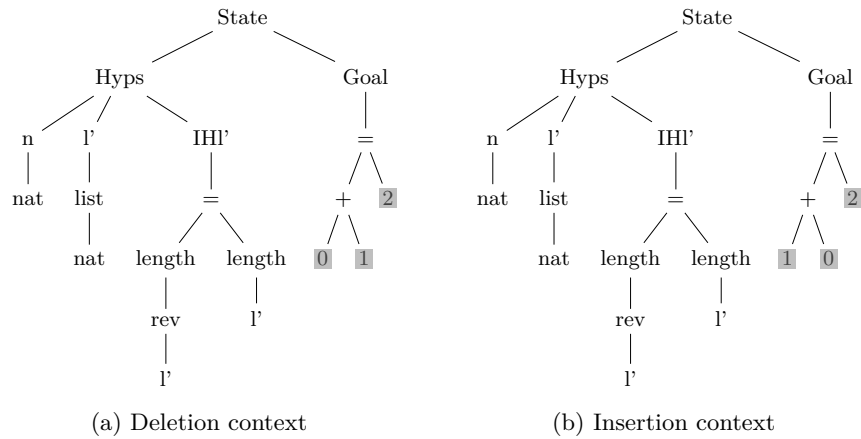 State State
Hyps Goal Hyps Goal
n l' IHl' = n l' IHl' =
nat list = + 2 nat list = + 2
nat length length 0 1 nat length length 1 0
rev l' rev l'
l' l'
(a) Deletion context (b) Insertion context